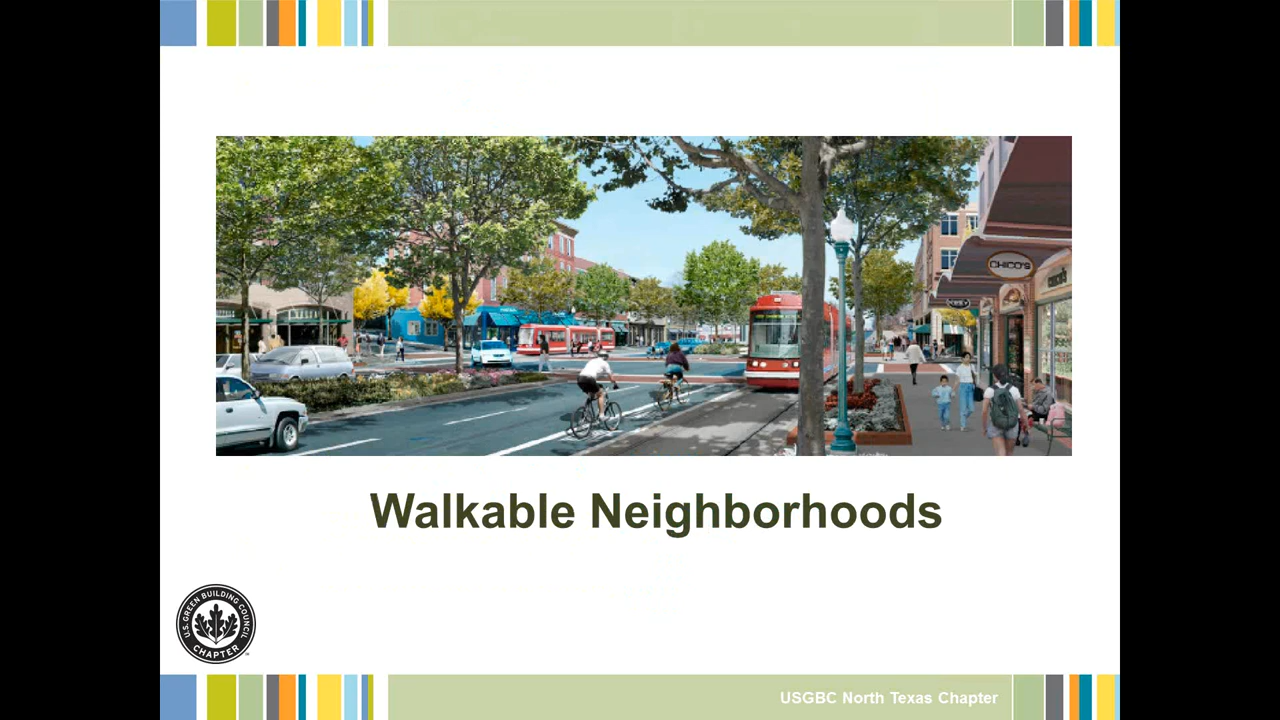 CHICO'S
Walkable Neighborhoods
U.S. GREEN BUILDING COUNCIL
CHAPTER
USGBC North Texas Chapter